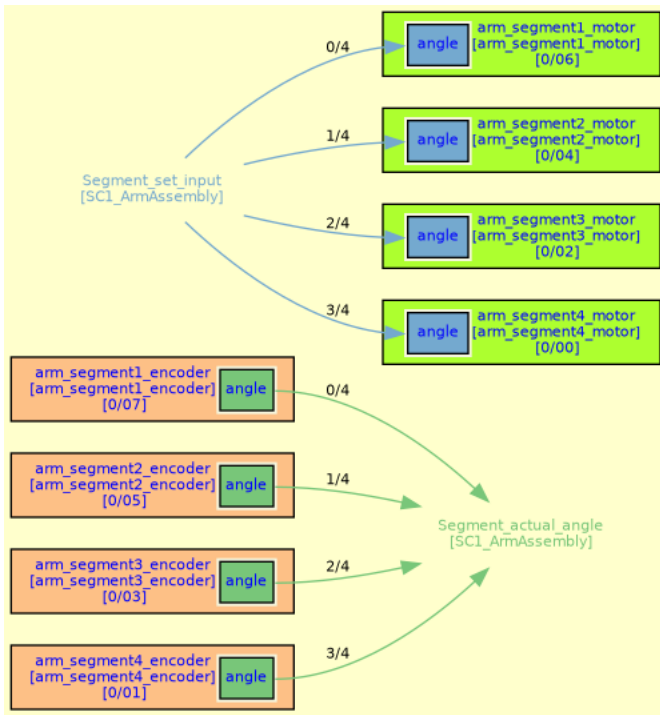 0/4
angle
arm_segment1_motor
[arm_segment1_motor]
[0/06]
1/4
angle
arm_segment2_motor
[arm_segment2_motor]
[0/04]
Segment_set_input
[SC1_ArmAssembly]
2/4
angle
arm_segment3_motor
[arm_segment3_motor]
[0/02]
3/4
angle
arm_segment4_motor
[arm_segment4_motor]
[0/00]
arm_segment1_encoder
[arm_segment1_encoder]
[0/07]
angle
0/4
arm_segment2_encoder
[arm_segment2_encoder]
[0/05]
angle
1/4
Segment_actual_angle
[SC1_ArmAssembly]
arm_segment3_encoder
[arm_segment3_encoder]
[0/03]
angle
2/4
arm_segment4_encoder
[arm_segment4_encoder]
[0/01]
angle
3/4